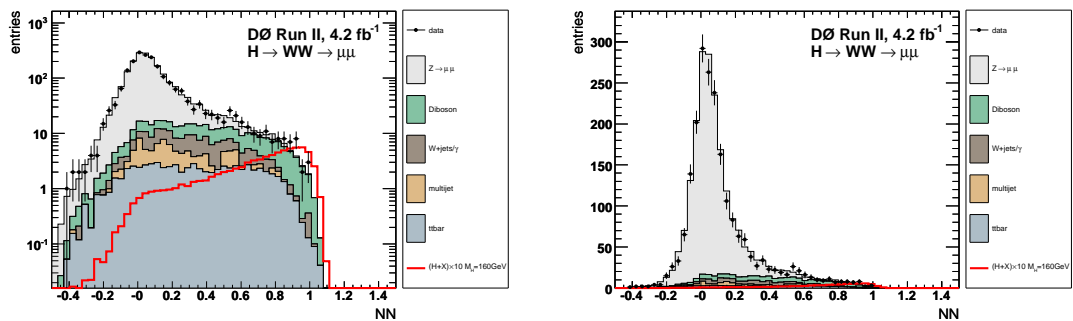 entries
10³
10²
10
1
10⁻¹
-0.4 -0.2 -0 0.2 0.4 0.6 0.8 1 1.2 1.4
NN
DØ Run II, 4.2 fb⁻¹
H → WW → μμ
data
Z→μμ
Diboson
W+jets/γ
multijet
ttbar
(H+X)×10 M_H=160GeV
entries
300
250
200
150
100
50
0
-0.4 -0.2 -0 0.2 0.4 0.6 0.8 1 1.2 1.4
NN
DØ Run II, 4.2 fb⁻¹
H → WW → μμ
data
Z→μμ
Diboson
W+jets/γ
multijet
ttbar
(H+X)×10 M_H=160GeV